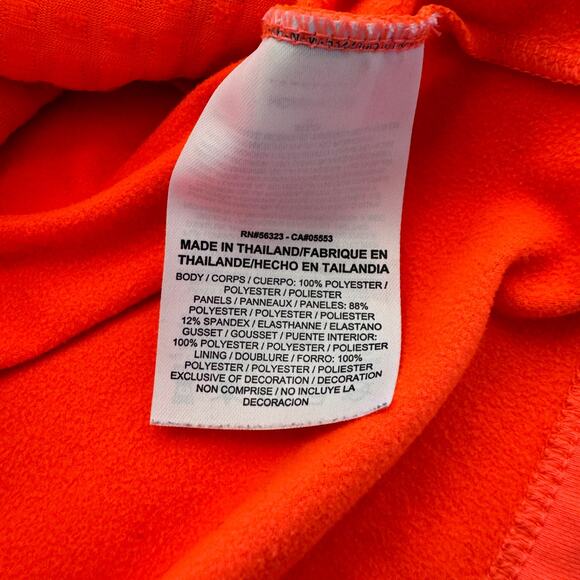 RN#56323 - CA#05553
MADE IN THAILAND/FABRIQUE EN
THAILANDE/HECHO EN TAILANDIA
BODY / CORPS / CUERPO: 100% POLYESTER /
POLYESTER / POLIESTER
PANELS / PANNEAUX / PANELES: 88%
POLYESTER / POLYESTER / POLIESTER
12% SPANDEX / ELASTHANNE / ELASTANO
GUSSET / GOUSSET / PUENTE INTERIOR:
100% POLYESTER / POLYESTER / POLIESTER
LINING / DOUBLURE / FORRO: 100%
POLYESTER / POLYESTER / POLIESTER
EXCLUSIVE OF DECORATION / DECORATION
NON COMPRISE / NO INCLUYE LA
DECORACION